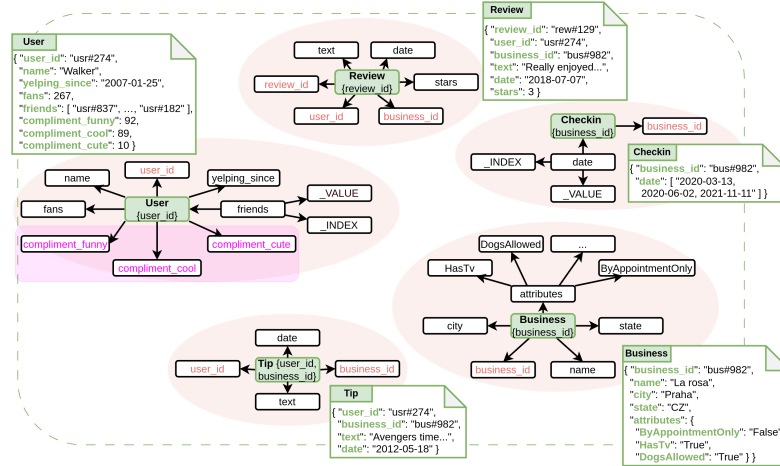 User
{ "user_id": "usr#274",
"name": "Walker",
"yelping_since": "2007-01-25",
"fans": 267,
"friends": [ "usr#837", ..., "usr#182" ],
"compliment_funny": 92,
"compliment_cool": 89,
"compliment_cute": 10 }
text
date
review_id
Review
{review_id}
stars
user_id
business_id
Review
{ "review_id": "rew#129",
"user_id": "usr#274",
"business_id": "bus#982",
"text": "Really enjoyed...",
"date": "2018-07-07",
"stars": 3 }
Checkin
{business_id}
business_id
_INDEX
date
_VALUE
Checkin
{ "business_id": "bus#982",
"date": [ "2020-03-13,
2020-06-02, 2021-11-11" ] }
user_id
name
yelping_since
fans
User
{user_id}
friends
_VALUE
_INDEX
compliment_funny
compliment_cute
compliment_cool
DogsAllowed
...
HasTv
ByAppointmentOnly
attributes
city
Business
{business_id}
state
business_id
name
date
user_id
Tip {user_id,
business_id}
business_id
text
Tip
{ "user_id": "usr#274",
"business_id": "bus#982",
"text": "Avengers time...",
"date": "2012-05-18" }
Business
{ "business_id": "bus#982",
"name": "La rosa",
"city": "Praha",
"state": "CZ",
"attributes": {
"ByAppointmentOnly": "False"
"HasTv": "True",
"DogsAllowed": "True" } }